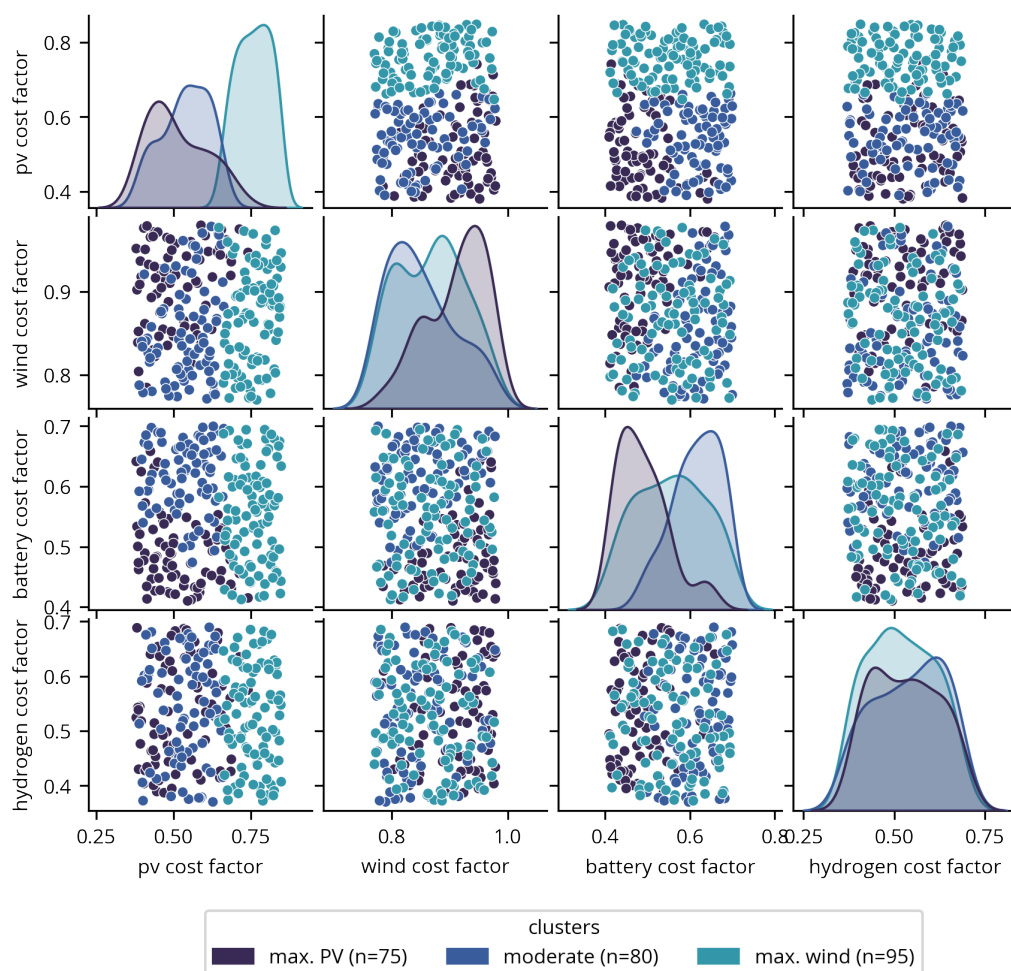 pv cost factor
0.8
0.6
0.4
wind cost factor
0.9
0.8
battery cost factor
0.7
0.6
0.5
0.4
hydrogen cost factor
0.7
0.6
0.5
0.4
0.25 0.50 0.75
0.8 1.0
0.4 0.6 0.8
0.25 0.50 0.75
pv cost factor
wind cost factor
battery cost factor
hydrogen cost factor
clusters
max. PV (n=75)
moderate (n=80)
max. wind (n=95)